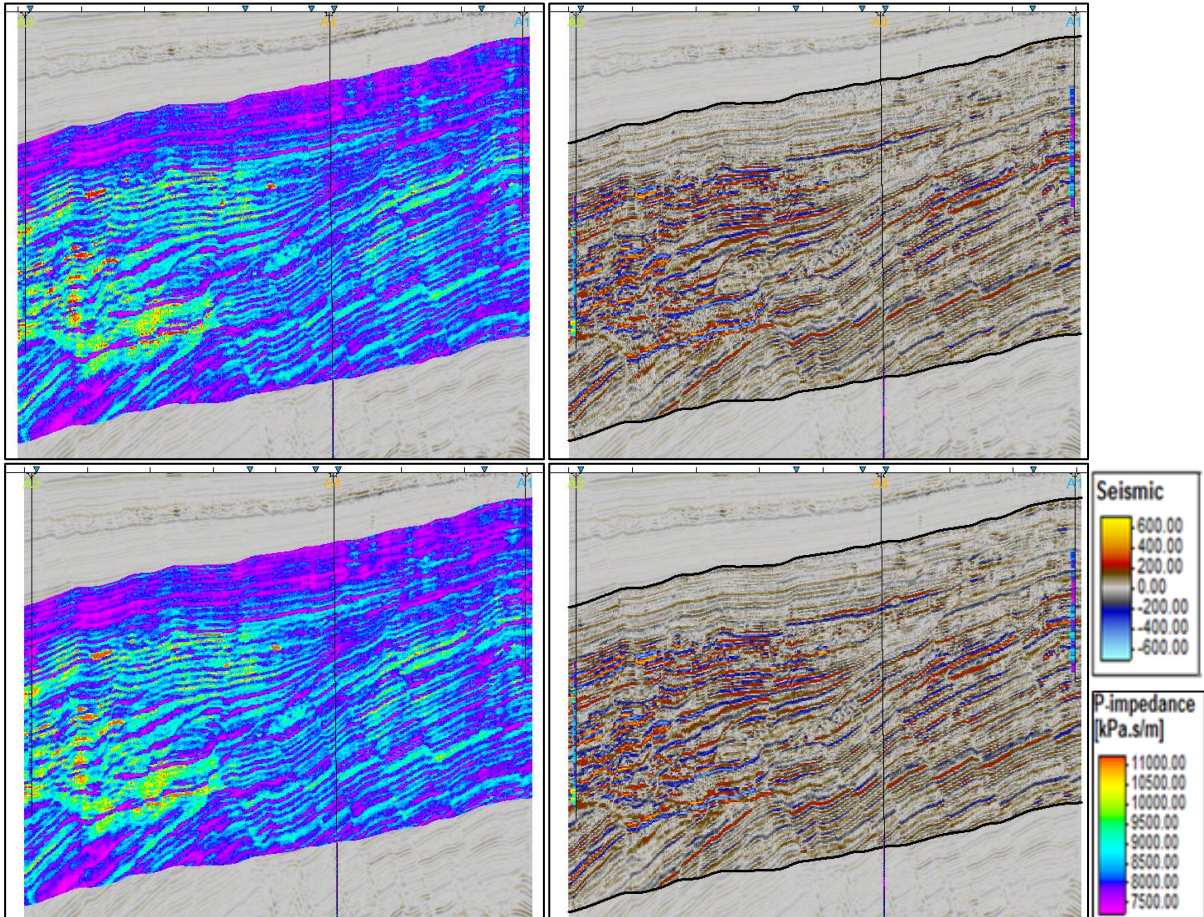 A3 A4 A1
A3 A4 A1
A3 A4 A1
A3 A4 A1
Seismic
600.00
400.00
200.00
0.00
-200.00
-400.00
-600.00
P-impedance
[kPa.s/m]
11000.00
10500.00
10000.00
9500.00
9000.00
8500.00
8000.00
7500.00